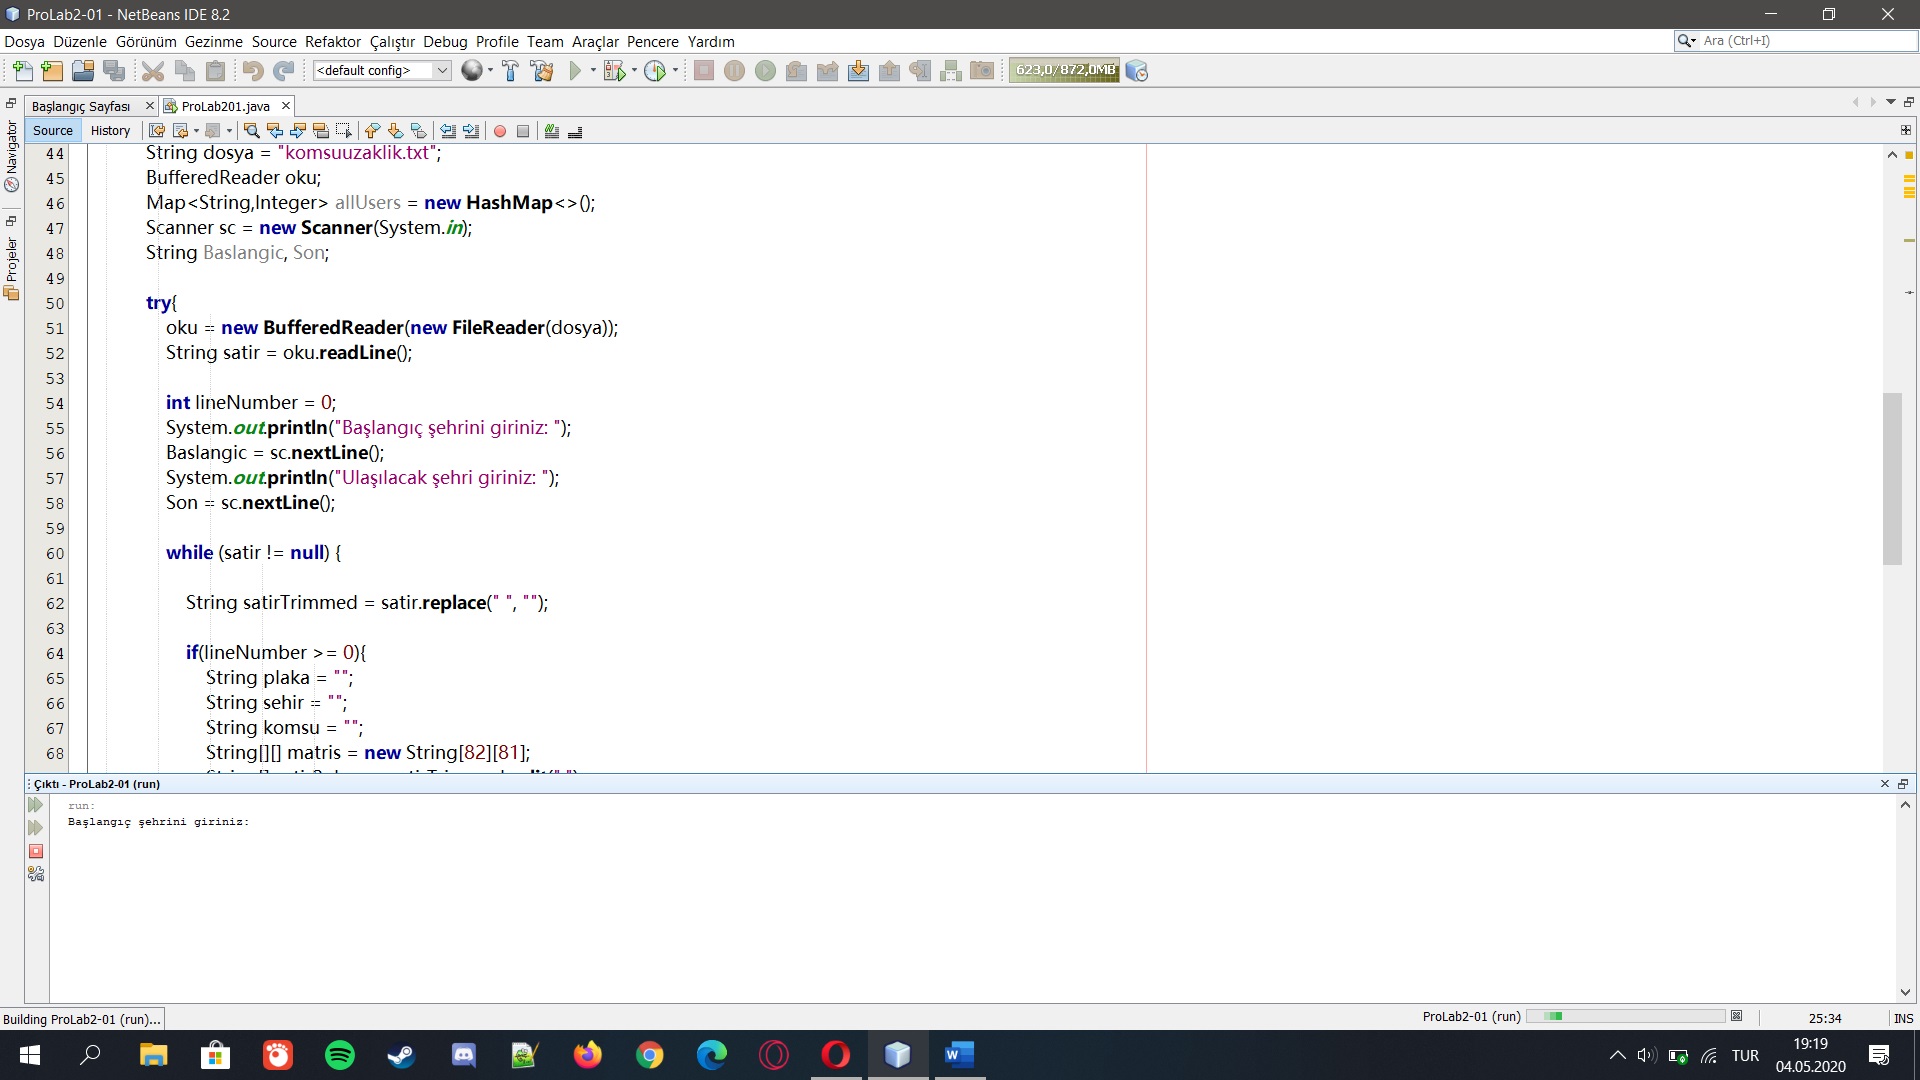 ProLab2-01 - NetBeans IDE 8.2
Dosya Düzenle Görünüm Gezinme Source Refaktor Çalıştır Debug Profile Team Araçlar Pencere Yardım
Ara (Ctrl+I)
<default config>
623,0/872,0MB
Başlangıç Sayfası
ProLab201.java
Source History
Navigator
Projeler
44 String dosya = "komsuuzaklik.txt";
45 BufferedReader oku;
46 Map<String,Integer> allUsers = new HashMap<>();
47 Scanner sc = new Scanner(System.in);
48 String Baslangic, Son;
49
50 try{
51 oku = new BufferedReader(new FileReader(dosya));
52 String satir = oku.readLine();
53
54 int lineNumber = 0;
55 System.out.println("Başlangıç şehrini giriniz: ");
56 Baslangic = sc.nextLine();
57 System.out.println("Ulaşılacak şehri giriniz: ");
58 Son = sc.nextLine();
59
60 while (satir != null) {
61
62 String satirTrimmed = satir.replace(" ", "");
63
64 if(lineNumber >= 0){
65 String plaka = "";
66 String sehir = "";
67 String komsu = "";
68 String[][] matris = new String[82][81];
Çıktı - ProLab2-01 (run)
run:
Başlangıç şehrini giriniz:
Building ProLab2-01 (run)...
ProLab2-01 (run)
25:34
INS
TUR
19:19
04.05.2020